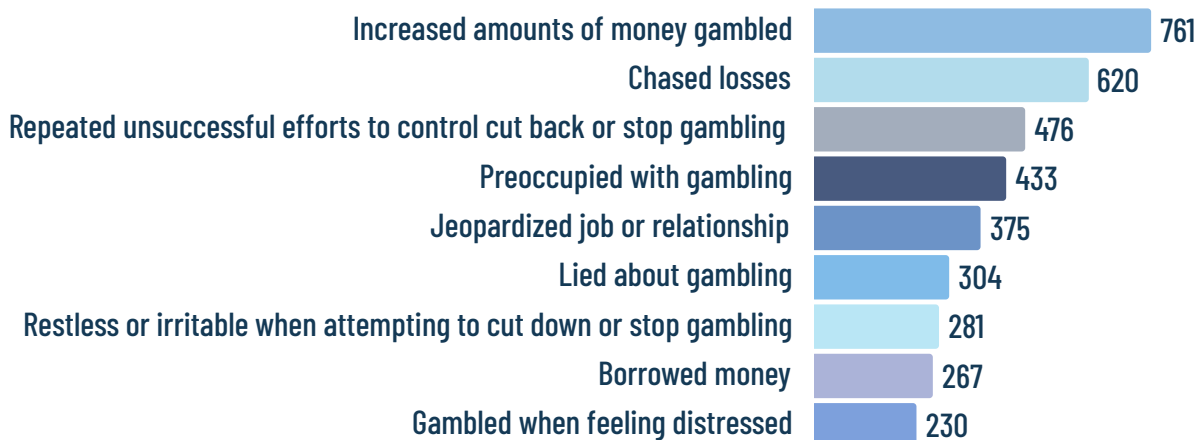 Increased amounts of money gambled 761
Chased losses 620
Repeated unsuccessful efforts to control cut back or stop gambling 476
Preoccupied with gambling 433
Jeopardized job or relationship 375
Lied about gambling 304
Restless or irritable when attempting to cut down or stop gambling 281
Borrowed money 267
Gambled when feeling distressed 230